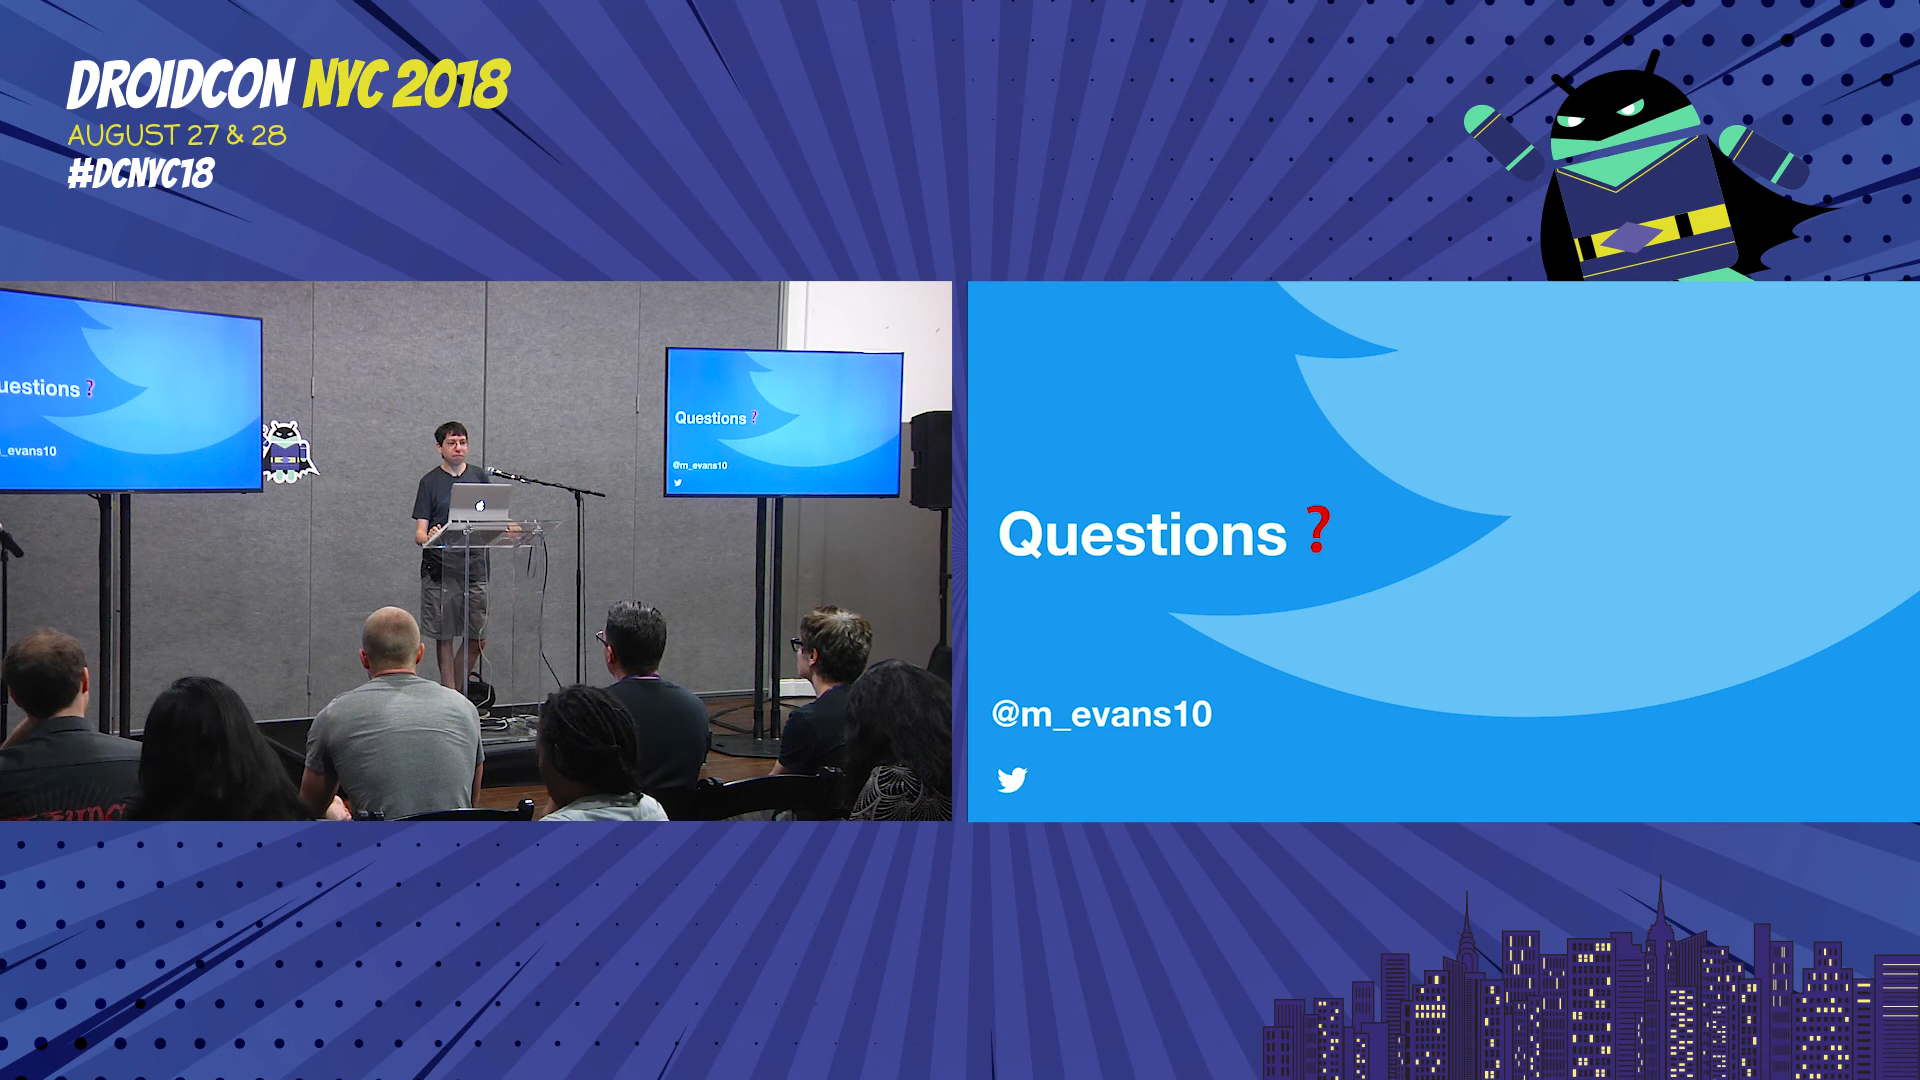 DROIDCON NYC 2018
AUGUST 27 & 28
#DCNYC18
uestions ?
_evans10
Questions ?
@m_evans10
Questions ?
@m_evans10